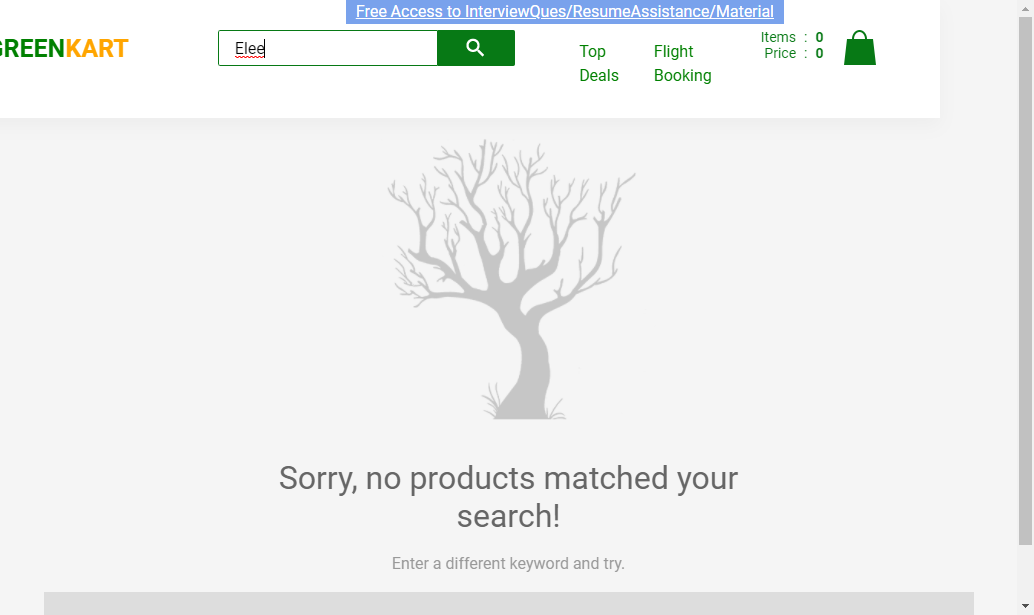 Free Access to InterviewQues/ResumeAssistance/Material
GREENKART
Elee
Top Deals
Flight Booking
Items : 0
Price : 0
Sorry, no products matched your
search!
Enter a different keyword and try.